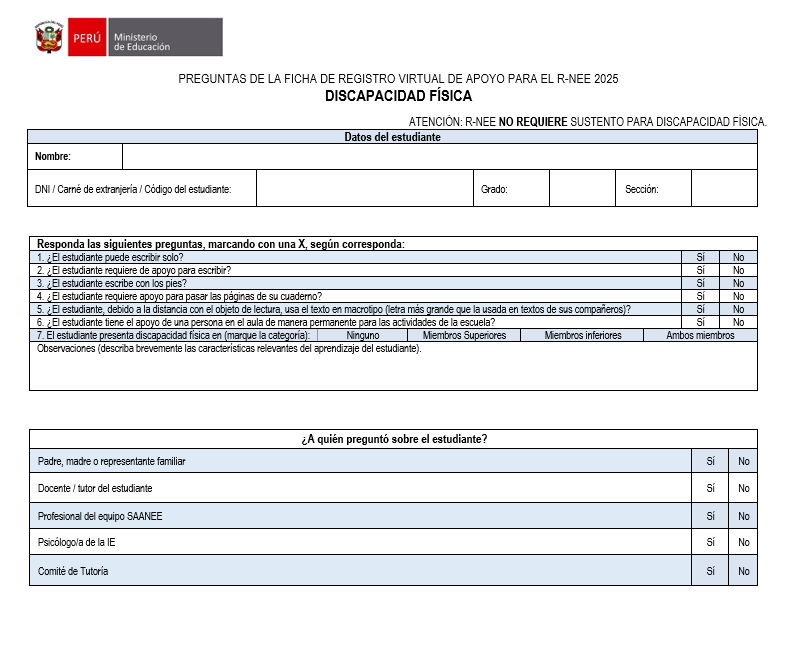 PERÚ
Ministerio
de Educación
PREGUNTAS DE LA FICHA DE REGISTRO VIRTUAL DE APOYO PARA EL R-NEE 2025
DISCAPACIDAD FÍSICA
ATENCIÓN: R-NEE NO REQUIERE SUSTENTO PARA DISCAPACIDAD FÍSICA.
Datos del estudiante
Nombre:
DNI / Carné de extranjería / Código del estudiante: Grado: Sección:
Responda las siguientes preguntas, marcando con una X, según corresponda:
1. ¿El estudiante puede escribir solo? Sí No
2. ¿El estudiante requiere de apoyo para escribir? Sí No
3. ¿El estudiante escribe con los pies? Sí No
4. ¿El estudiante requiere apoyo para pasar las páginas de su cuaderno? Sí No
5. ¿El estudiante, debido a la distancia con el objeto de lectura, usa el texto en macrotipo (letra más grande que la usada en textos de sus compañeros)? Sí No
6. ¿El estudiante tiene el apoyo de una persona en el aula de manera permanente para las actividades de la escuela? Sí No
7. El estudiante presenta discapacidad física en (marque la categoría): Ninguno Miembros Superiores Miembros inferiores Ambos miembros
Observaciones (describa brevemente las características relevantes del aprendizaje del estudiante).
¿A quién preguntó sobre el estudiante?
Padre, madre o representante familiar Sí No
Docente / tutor del estudiante Sí No
Profesional del equipo SAANEE Sí No
Psicólogo/a de la IE Sí No
Comité de Tutoría Sí No